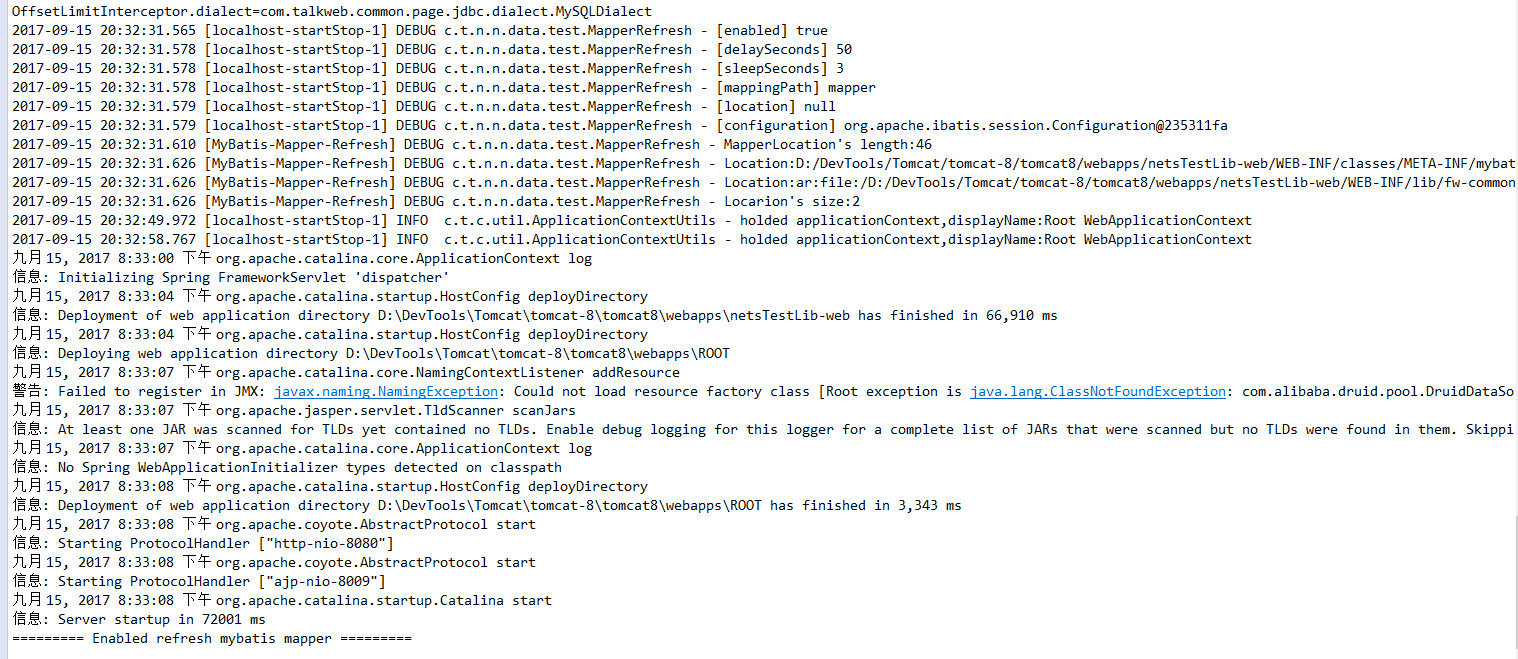 OffsetLimitInterceptor.dialect=com.talkweb.common.page.jdbc.dialect.MySQLDialect
2017-09-15 20:32:31.565 [localhost-startStop-1] DEBUG c.t.n.n.data.test.MapperRefresh - [enabled] true
2017-09-15 20:32:31.578 [localhost-startStop-1] DEBUG c.t.n.n.data.test.MapperRefresh - [delaySeconds] 50
2017-09-15 20:32:31.578 [localhost-startStop-1] DEBUG c.t.n.n.data.test.MapperRefresh - [sleepSeconds] 3
2017-09-15 20:32:31.578 [localhost-startStop-1] DEBUG c.t.n.n.data.test.MapperRefresh - [mappingPath] mapper
2017-09-15 20:32:31.579 [localhost-startStop-1] DEBUG c.t.n.n.data.test.MapperRefresh - [location] null
2017-09-15 20:32:31.579 [localhost-startStop-1] DEBUG c.t.n.n.data.test.MapperRefresh - [configuration] org.apache.ibatis.session.Configuration@235311fa
2017-09-15 20:32:31.610 [MyBatis-Mapper-Refresh] DEBUG c.t.n.n.data.test.MapperRefresh - MapperLocation's length:46
2017-09-15 20:32:31.626 [MyBatis-Mapper-Refresh] DEBUG c.t.n.n.data.test.MapperRefresh - Location:D:/DevTools/Tomcat/tomcat-8/tomcat8/webapps/netsTestLib-web/WEB-INF/classes/META-INF/mybat
2017-09-15 20:32:31.626 [MyBatis-Mapper-Refresh] DEBUG c.t.n.n.data.test.MapperRefresh - Location:ar:file:/D:/DevTools/Tomcat/tomcat-8/tomcat8/webapps/netsTestLib-web/WEB-INF/lib/fw-common
2017-09-15 20:32:31.626 [MyBatis-Mapper-Refresh] DEBUG c.t.n.n.data.test.MapperRefresh - Locarion's size:2
2017-09-15 20:32:49.972 [localhost-startStop-1] INFO  c.t.c.util.ApplicationContextUtils - holded applicationContext,displayName:Root WebApplicationContext
2017-09-15 20:32:58.767 [localhost-startStop-1] INFO  c.t.c.util.ApplicationContextUtils - holded applicationContext,displayName:Root WebApplicationContext
九月 15, 2017 8:33:00 下午 org.apache.catalina.core.ApplicationContext log
信息: Initializing Spring FrameworkServlet 'dispatcher'
九月 15, 2017 8:33:04 下午 org.apache.catalina.startup.HostConfig deployDirectory
信息: Deployment of web application directory D:\DevTools\Tomcat\tomcat-8\tomcat8\webapps\netsTestLib-web has finished in 66,910 ms
九月 15, 2017 8:33:04 下午 org.apache.catalina.startup.HostConfig deployDirectory
信息: Deploying web application directory D:\DevTools\Tomcat\tomcat-8\tomcat8\webapps\ROOT
九月 15, 2017 8:33:07 下午 org.apache.catalina.core.NamingContextListener addResource
警告: Failed to register in JMX: javax.naming.NamingException: Could not load resource factory class [Root exception is java.lang.ClassNotFoundException: com.alibaba.druid.pool.DruidDataSo
九月 15, 2017 8:33:07 下午 org.apache.jasper.servlet.TldScanner scanJars
信息: At least one JAR was scanned for TLDs yet contained no TLDs. Enable debug logging for this logger for a complete list of JARs that were scanned but no TLDs were found in them. Skippi
九月 15, 2017 8:33:07 下午 org.apache.catalina.core.ApplicationContext log
信息: No Spring WebApplicationInitializer types detected on classpath
九月 15, 2017 8:33:08 下午 org.apache.catalina.startup.HostConfig deployDirectory
信息: Deployment of web application directory D:\DevTools\Tomcat\tomcat-8\tomcat8\webapps\ROOT has finished in 3,343 ms
九月 15, 2017 8:33:08 下午 org.apache.coyote.AbstractProtocol start
信息: Starting ProtocolHandler ["http-nio-8080"]
九月 15, 2017 8:33:08 下午 org.apache.coyote.AbstractProtocol start
信息: Starting ProtocolHandler ["ajp-nio-8009"]
九月 15, 2017 8:33:08 下午 org.apache.catalina.startup.Catalina start
信息: Server startup in 72001 ms
========= Enabled refresh mybatis mapper =========